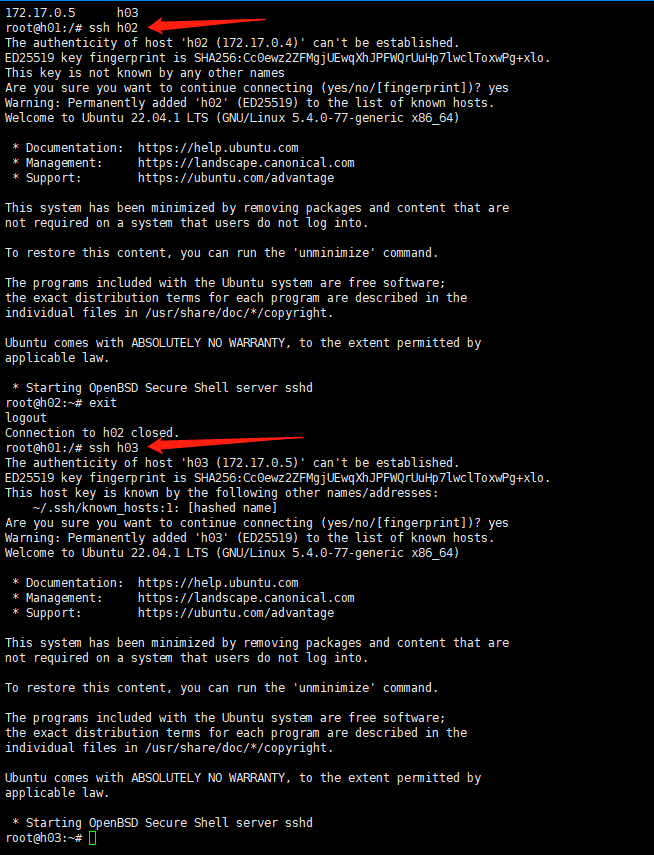 172.17.0.5      h03
root@h01:/# ssh h02
The authenticity of host 'h02 (172.17.0.4)' can't be established.
ED25519 key fingerprint is SHA256:Cc0ewz2ZFMgjUEwqXhJPFWQrUuHp7lwclToxwPg+xlo.
This key is not known by any other names
Are you sure you want to continue connecting (yes/no/[fingerprint])? yes
Warning: Permanently added 'h02' (ED25519) to the list of known hosts.
Welcome to Ubuntu 22.04.1 LTS (GNU/Linux 5.4.0-77-generic x86_64)

 * Documentation:  https://help.ubuntu.com
 * Management:     https://landscape.canonical.com
 * Support:        https://ubuntu.com/advantage

This system has been minimized by removing packages and content that are
not required on a system that users do not log into.

To restore this content, you can run the 'unminimize' command.

The programs included with the Ubuntu system are free software;
the exact distribution terms for each program are described in the
individual files in /usr/share/doc/*/copyright.

Ubuntu comes with ABSOLUTELY NO WARRANTY, to the extent permitted by
applicable law.

 * Starting OpenBSD Secure Shell server sshd
root@h02:~# exit
logout
Connection to h02 closed.
root@h01:/# ssh h03
The authenticity of host 'h03 (172.17.0.5)' can't be established.
ED25519 key fingerprint is SHA256:Cc0ewz2ZFMgjUEwqXhJPFWQrUuHp7lwclToxwPg+xlo.
This host key is known by the following other names/addresses:
    ~/.ssh/known_hosts:1: [hashed name]
Are you sure you want to continue connecting (yes/no/[fingerprint])? yes
Warning: Permanently added 'h03' (ED25519) to the list of known hosts.
Welcome to Ubuntu 22.04.1 LTS (GNU/Linux 5.4.0-77-generic x86_64)

 * Documentation:  https://help.ubuntu.com
 * Management:     https://landscape.canonical.com
 * Support:        https://ubuntu.com/advantage

This system has been minimized by removing packages and content that are
not required on a system that users do not log into.

To restore this content, you can run the 'unminimize' command.

The programs included with the Ubuntu system are free software;
the exact distribution terms for each program are described in the
individual files in /usr/share/doc/*/copyright.

Ubuntu comes with ABSOLUTELY NO WARRANTY, to the extent permitted by
applicable law.

 * Starting OpenBSD Secure Shell server sshd
root@h03:~#